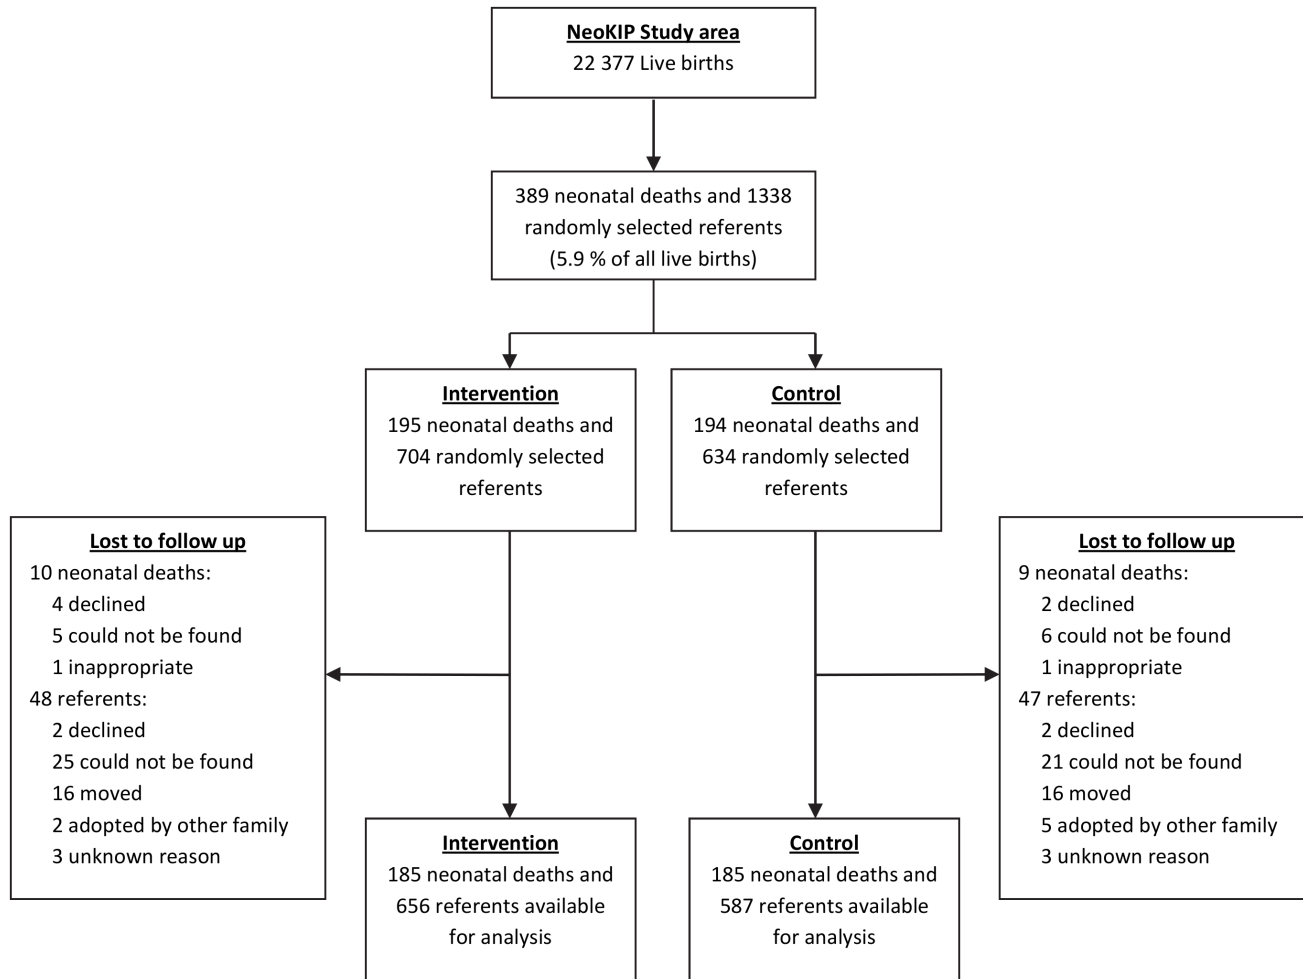 NeoKIP Study area
22 377 Live births
389 neonatal deaths and 1338
randomly selected referents
(5.9 % of all live births)
Intervention
195 neonatal deaths and
704 randomly selected
referents
Control
194 neonatal deaths and
634 randomly selected
referents
Lost to follow up
10 neonatal deaths:
4 declined
5 could not be found
1 inappropriate
48 referents:
2 declined
25 could not be found
16 moved
2 adopted by other family
3 unknown reason
Lost to follow up
9 neonatal deaths:
2 declined
6 could not be found
1 inappropriate
47 referents:
2 declined
21 could not be found
16 moved
5 adopted by other family
3 unknown reason
Intervention
185 neonatal deaths and
656 referents available
for analysis
Control
185 neonatal deaths and
587 referents available
for analysis